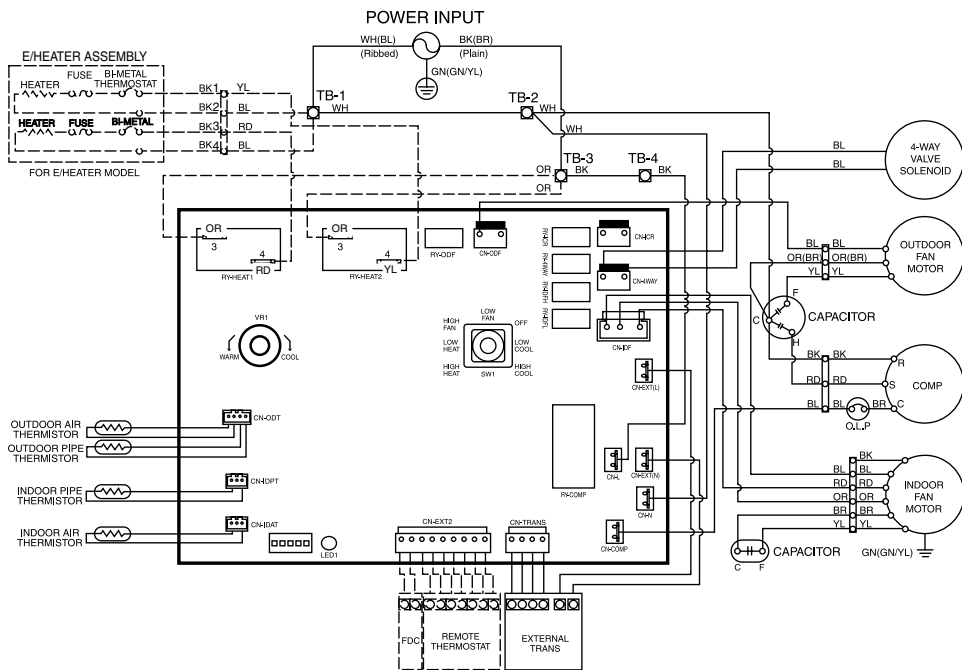 POWER INPUT
WH(BL)
(Ribbed)
BK(BR)
(Plain)
GN(GN/YL)
E/HEATER ASSEMBLY
HEATER
FUSE
BI-METAL
THERMOSTAT
BK1
YL
BK2
BL
HEATER
FUSE
BI-METAL
BK3
RD
BK4
BL
FOR E/HEATER MODEL
TB-1
WH
TB-2
WH
TB-3
BK
TB-4
BK
OR
OR
BL
BL
4-WAY
VALVE
SOLENOID
OR
3
4
RD
RY-HEAT1
OR
3
4
YL
RY-HEAT2
RY-ODF
CN-ODF
RY-ICR
CN-ICR
RY-4WAY
CN-4WAY
CN-IDF
BL
BL
OR(BR)
OR(BR)
YL
YL
OUTDOOR
FAN
MOTOR
F
C
H
CAPACITOR
VR1
WARM
COOL
LOW
FAN
HIGH
FAN
OFF
LOW
HEAT
LOW
COOL
HIGH
HEAT
HIGH
COOL
SW1
CN-EXT(L)
BK
BK
R
RD
RD
S
BL
BL
BR
C
O.L.P
COMP
CN-ODT
OUTDOOR AIR
THERMISTOR
OUTDOOR PIPE
THERMISTOR
INDOOR PIPE
THERMISTOR
CN-IDPT
INDOOR AIR
THERMISTOR
CN-IDAT
LED1
RY-COMP
CN-L
CN-EXT(N)
CN-N
CN-COMP
CN-EXT2
CN-TRANS
BK
BL
BL
RD
RD
OR
OR
BR
BR
YL
YL
INDOOR
FAN
MOTOR
GN(GN/YL)
C
F
CAPACITOR
FDC
REMOTE
THERMOSTAT
EXTERNAL
TRANS